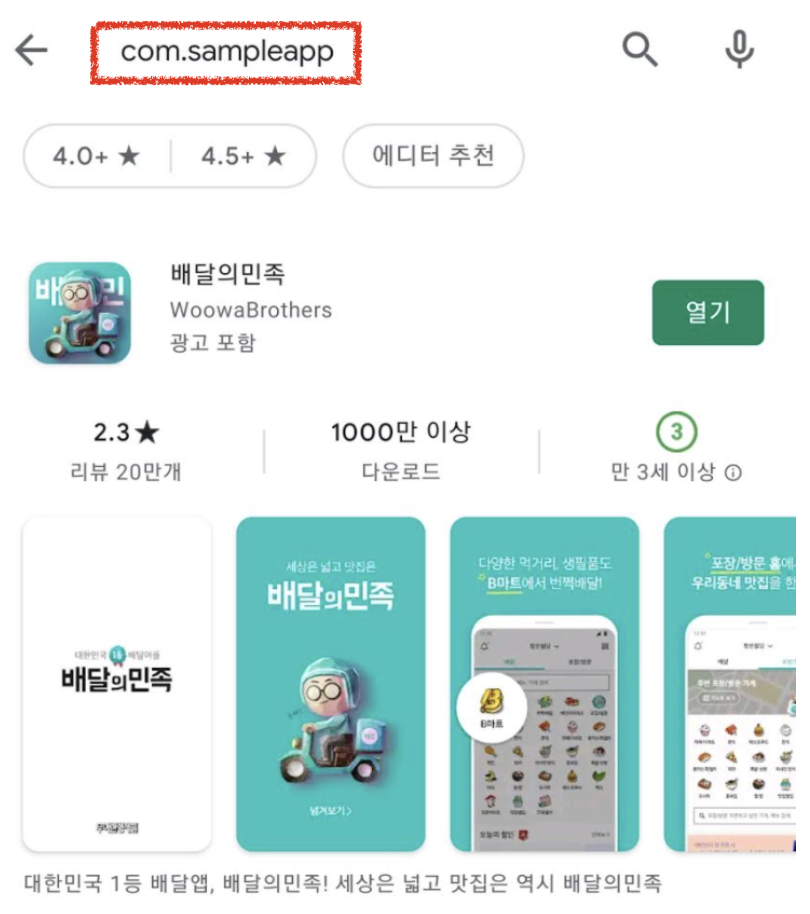 com.sampleapp
4.0+ ★ 4.5+ ★ 에디터 추천
배달의민족
WoowaBrothers
광고 포함
열기
2.3★ 1000만 이상 3
리뷰 20만개 다운로드 만 3세 이상
대한민국 1등 배달어플
배달의민족
우아한형제들
세상은 넓고 맛집은
배달의민족
넘겨보기>
다양한 먹거리, 생필품도
B마트에서 번쩍배달!
B마트
오늘의 할인
포장/방문 홈에
우리동네 맛집을 한
대한민국 1등 배달앱, 배달의민족! 세상은 넓고 맛집은 역시 배달의민족